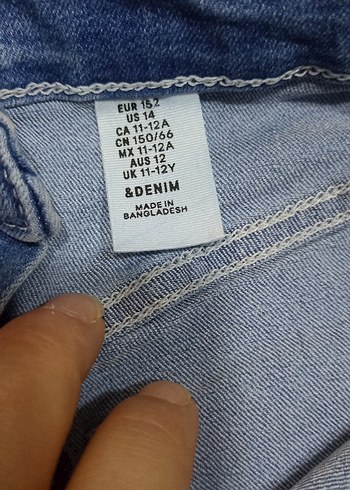 EUR 152
US 14
CA 11-12A
CN 150/66
MX 11-12A
AUS 12
UK 11-12Y
&DENIM
MADE IN
BANGLADESH